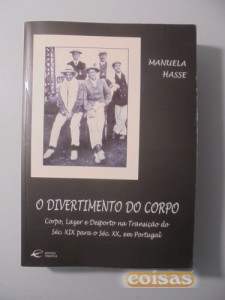 MANUELA
HASSE
O DIVERTIMENTO DO CORPO
Corpo, Lazer e Desporto na Transição do
Séc. XIX para o Séc. XX, em Portugal
coisas